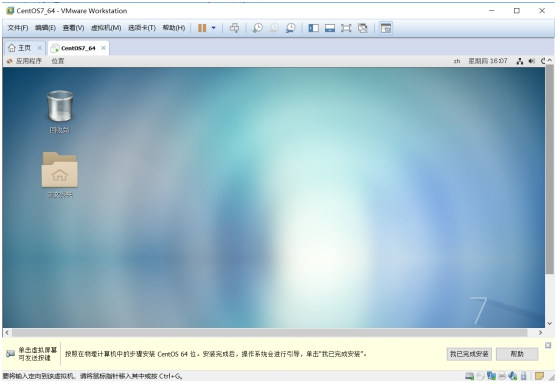 CentOS7_64 - VMware Workstation
文件(F) 编辑(E) 查看(V) 虚拟机(M) 选项卡(T) 帮助(H)
主页 × CentOS7_64 ×
应用程序 位置 zh 星期四 16:07
回收站
主文件夹
7
单击虚拟屏幕
可发送按键
按照在物理计算机中的步骤安装 CentOS 64 位。安装完成后，操作系统会进行引导，单击“我已完成安装”。
我已完成安装 帮助
要将输入定向到该虚拟机，请将鼠标指针移入其中或按 Ctrl+G。